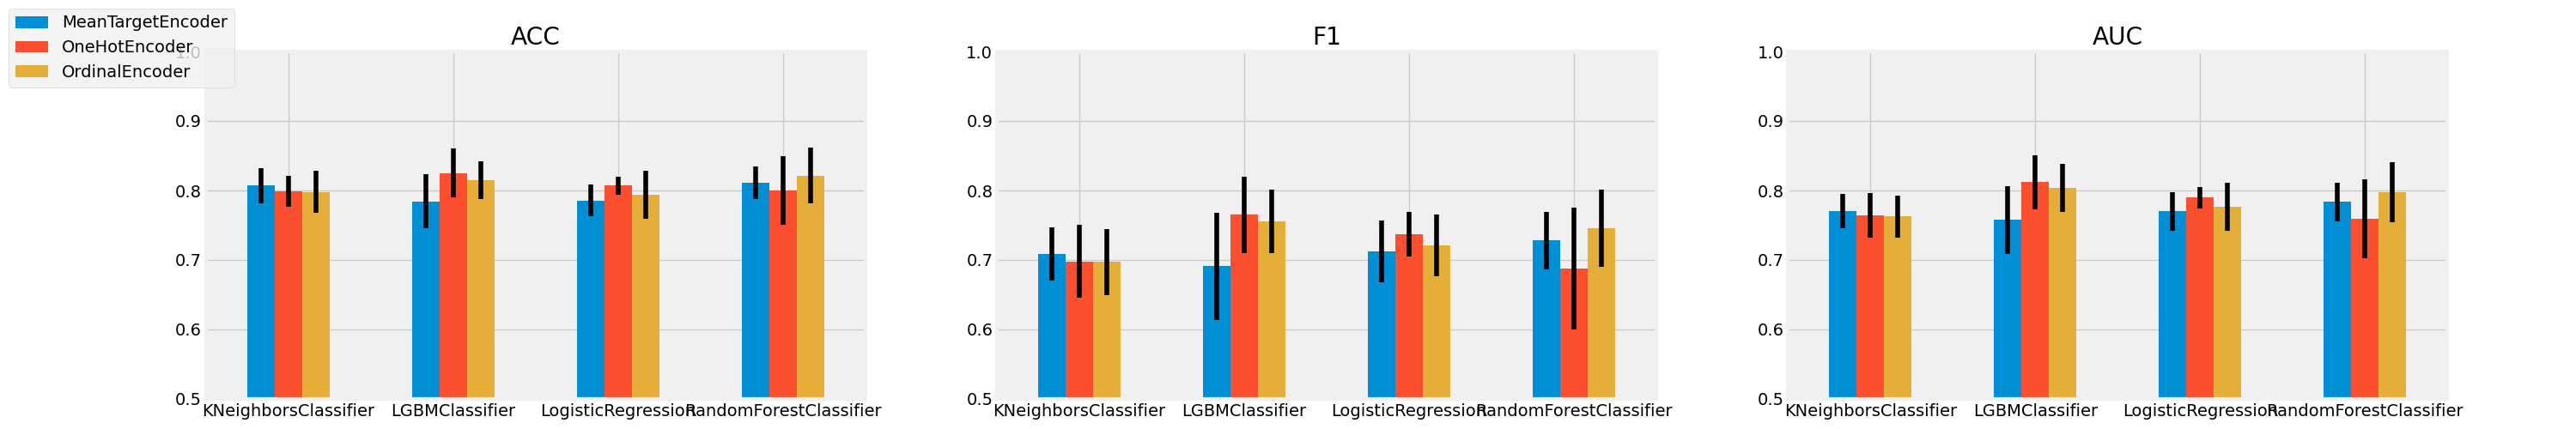 MeanTargetEncoder
OneHotEncoder
OrdinalEncoder
ACC
1.0
0.9
0.8
0.7
0.6
0.5
KNeighborsClassifier LGBMClassifier LogisticRegression RandomForestClassifier
F1
1.0
0.9
0.8
0.7
0.6
0.5
KNeighborsClassifier LGBMClassifier LogisticRegression RandomForestClassifier
AUC
1.0
0.9
0.8
0.7
0.6
0.5
KNeighborsClassifier LGBMClassifier LogisticRegression RandomForestClassifier